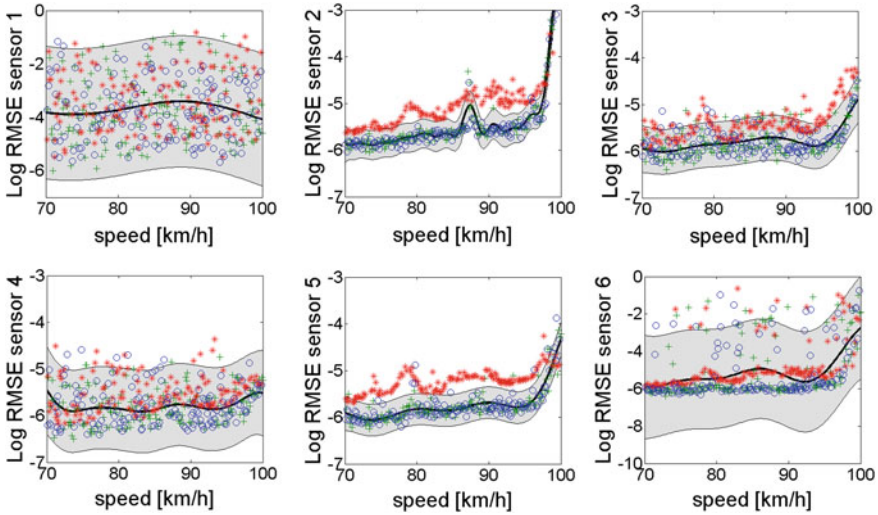 Log RMSE sensor 1
0
-2
-4
-6
70 80 90 100
speed [km/h]
Log RMSE sensor 2
-3
-4
-5
-6
-7
70 80 90 100
speed [km/h]
Log RMSE sensor 3
-3
-4
-5
-6
-7
70 80 90 100
speed [km/h]
Log RMSE sensor 4
-3
-4
-5
-6
-7
70 80 90 100
speed [km/h]
Log RMSE sensor 5
-3
-4
-5
-6
-7
70 80 90 100
speed [km/h]
Log RMSE sensor 6
0
-2
-4
-6
-8
-10
70 80 90 100
speed [km/h]